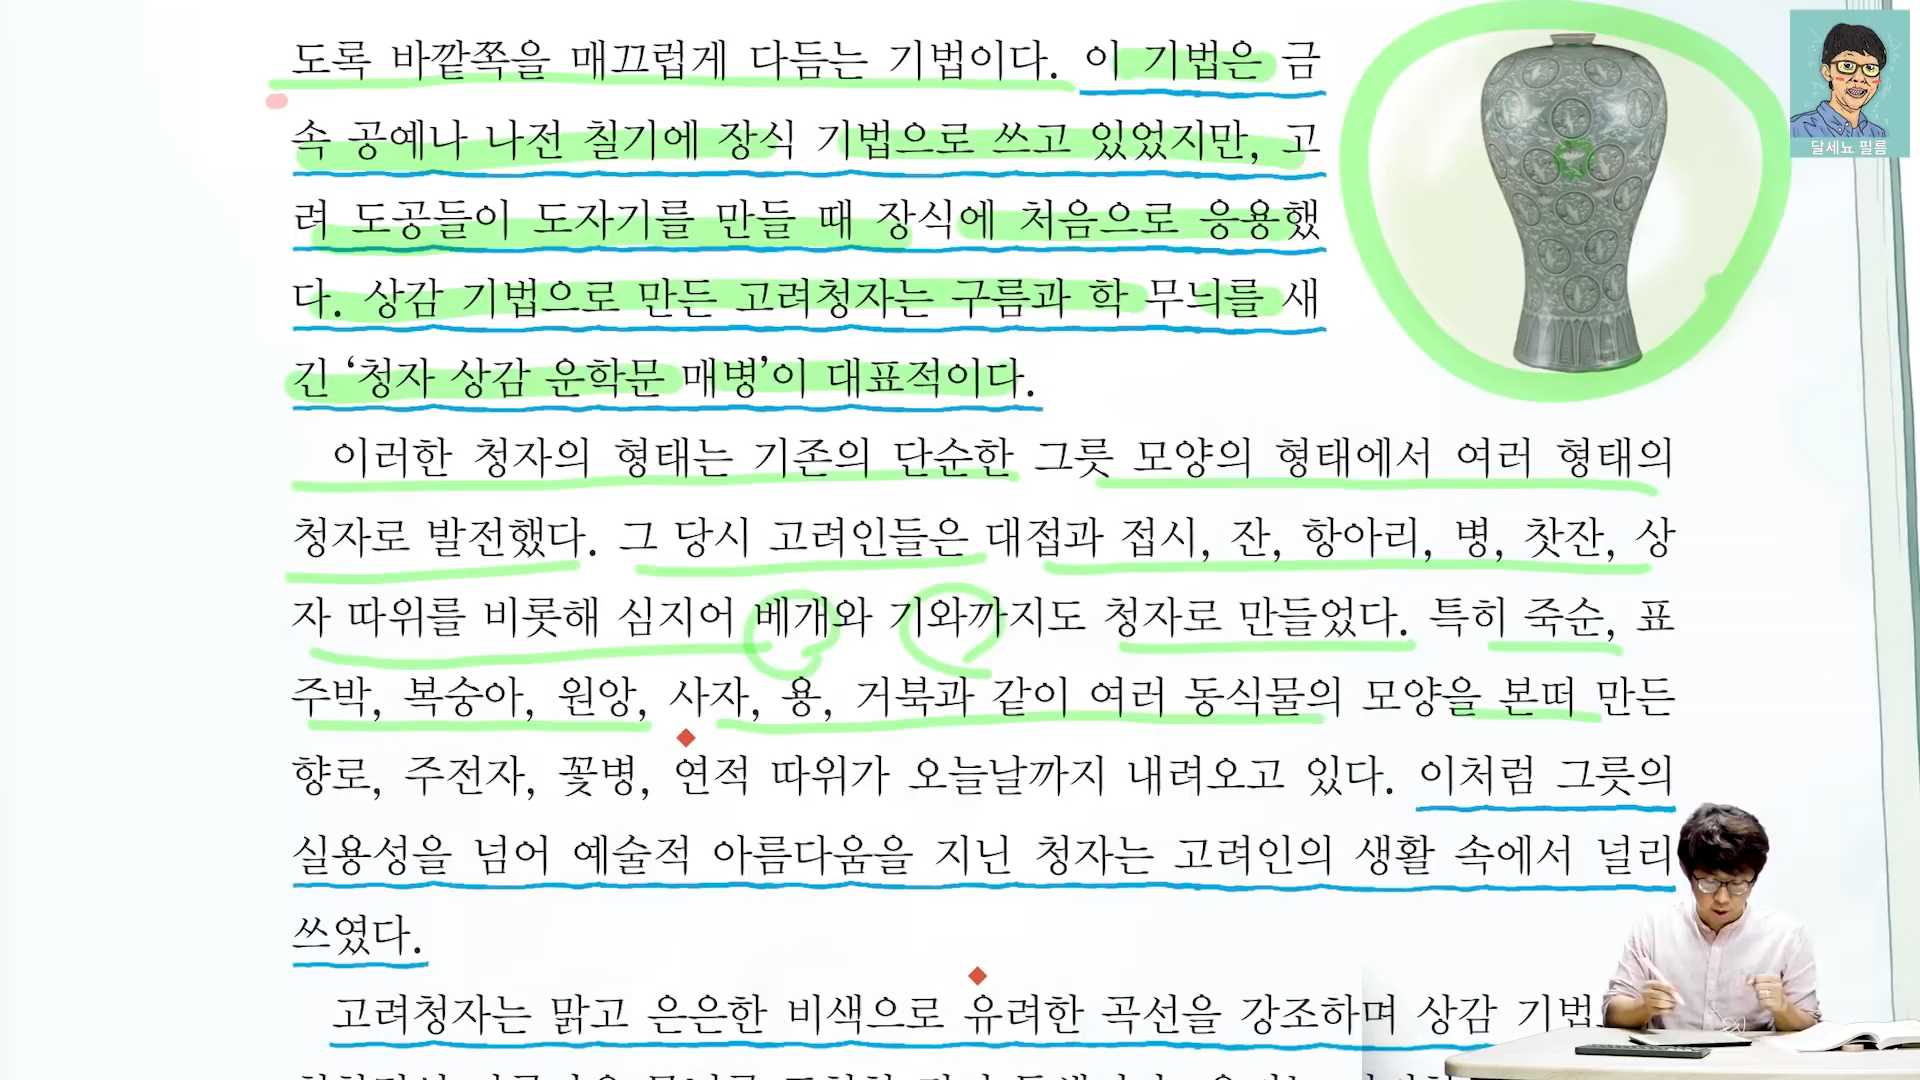 도록 바깥쪽을 매끄럽게 다듬는 기법이다. 이 기법은 금
속 공예나 나전 칠기에 장식 기법으로 쓰고 있었지만, 고
려 도공들이 도자기를 만들 때 장식에 처음으로 응용했
다. 상감 기법으로 만든 고려청자는 구름과 학 무늬를 새
긴 ‘청자 상감 운학문 매병’이 대표적이다.
달세뇨 필름
이러한 청자의 형태는 기존의 단순한 그릇 모양의 형태에서 여러 형태의
청자로 발전했다. 그 당시 고려인들은 대접과 접시, 잔, 항아리, 병, 찻잔, 상
자 따위를 비롯해 심지어 베개와 기와까지도 청자로 만들었다. 특히 죽순, 표
주박, 복숭아, 원앙, 사자, 용, 거북과 같이 여러 동식물의 모양을 본떠 만든
향로, 주전자, 꽃병, 연적 따위가 오늘날까지 내려오고 있다. 이처럼 그릇의
실용성을 넘어 예술적 아름다움을 지닌 청자는 고려인의 생활 속에서 널리
쓰였다.
고려청자는 맑고 은은한 비색으로 유려한 곡선을 강조하며 상감 기법